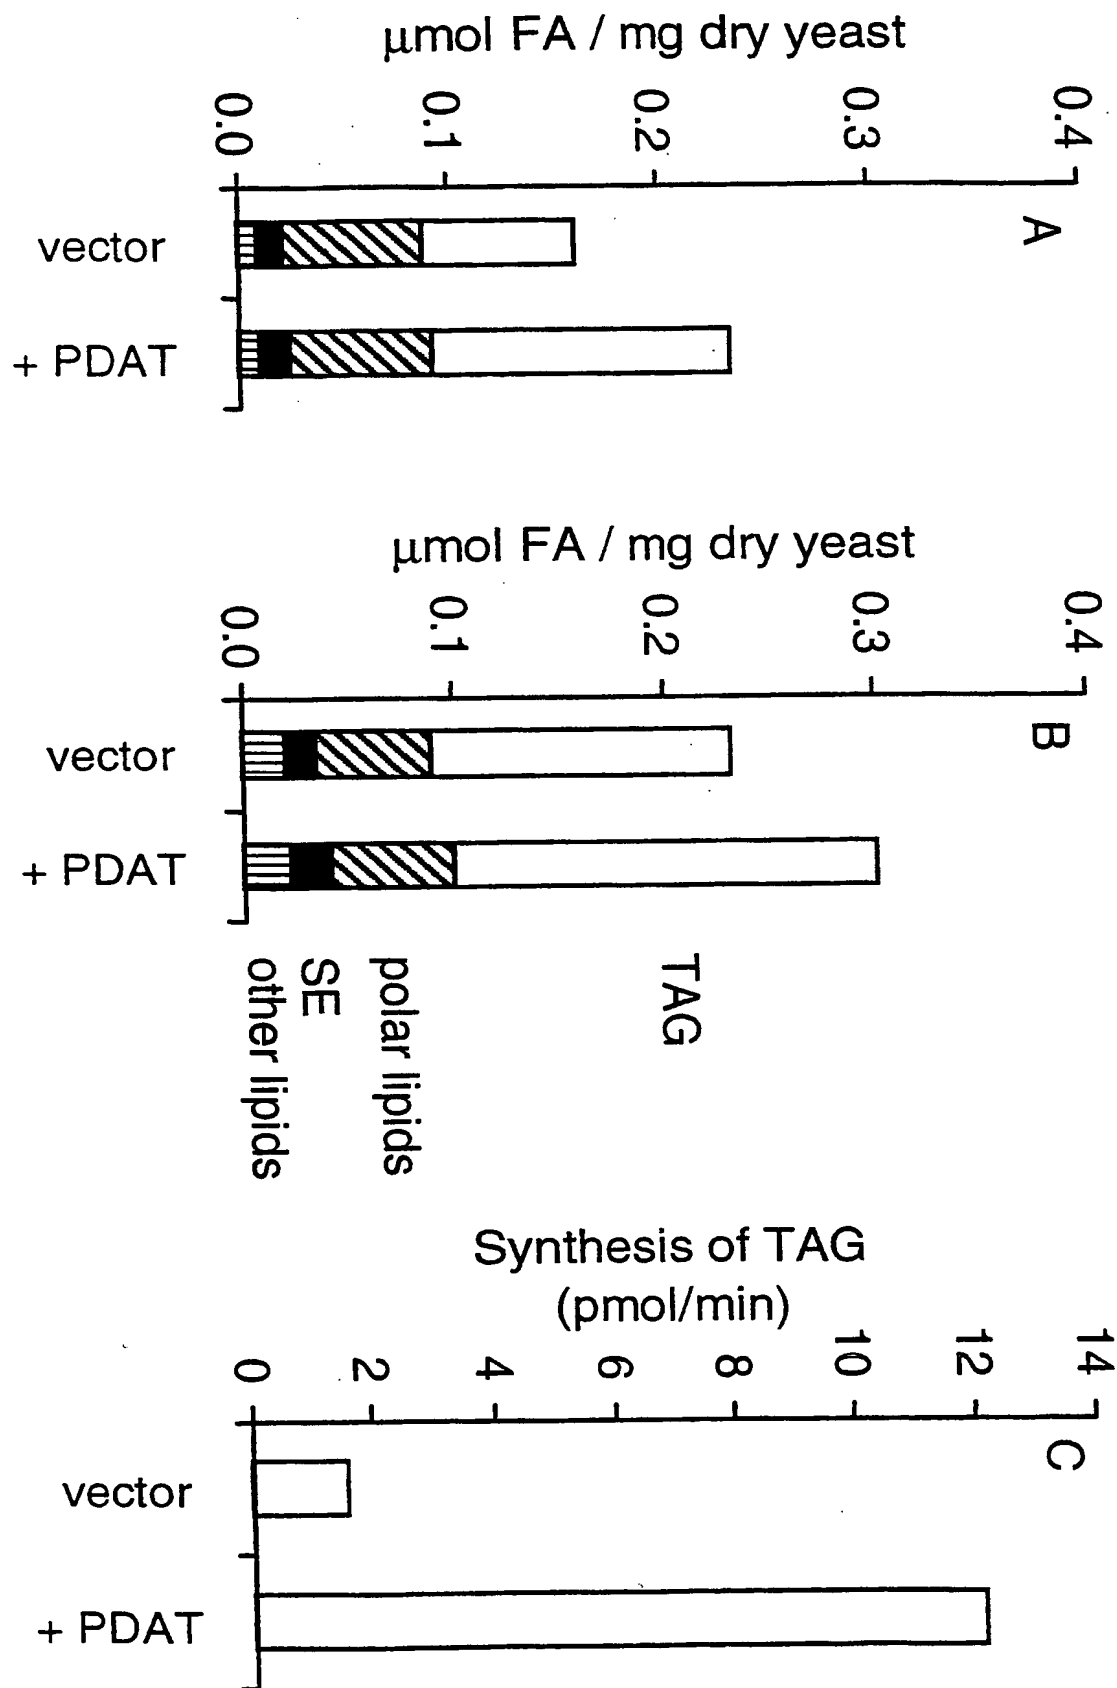 μmol FA / mg dry yeast
0.0
0.1
0.2
0.3
0.4
A
vector
+ PDAT
μmol FA / mg dry yeast
0.0
0.1
0.2
0.3
0.4
B
vector
+ PDAT
TAG
polar lipids
SE
other lipids
Synthesis of TAG
(pmol/min)
0
2
4
6
8
10
12
14
C
vector
+ PDAT